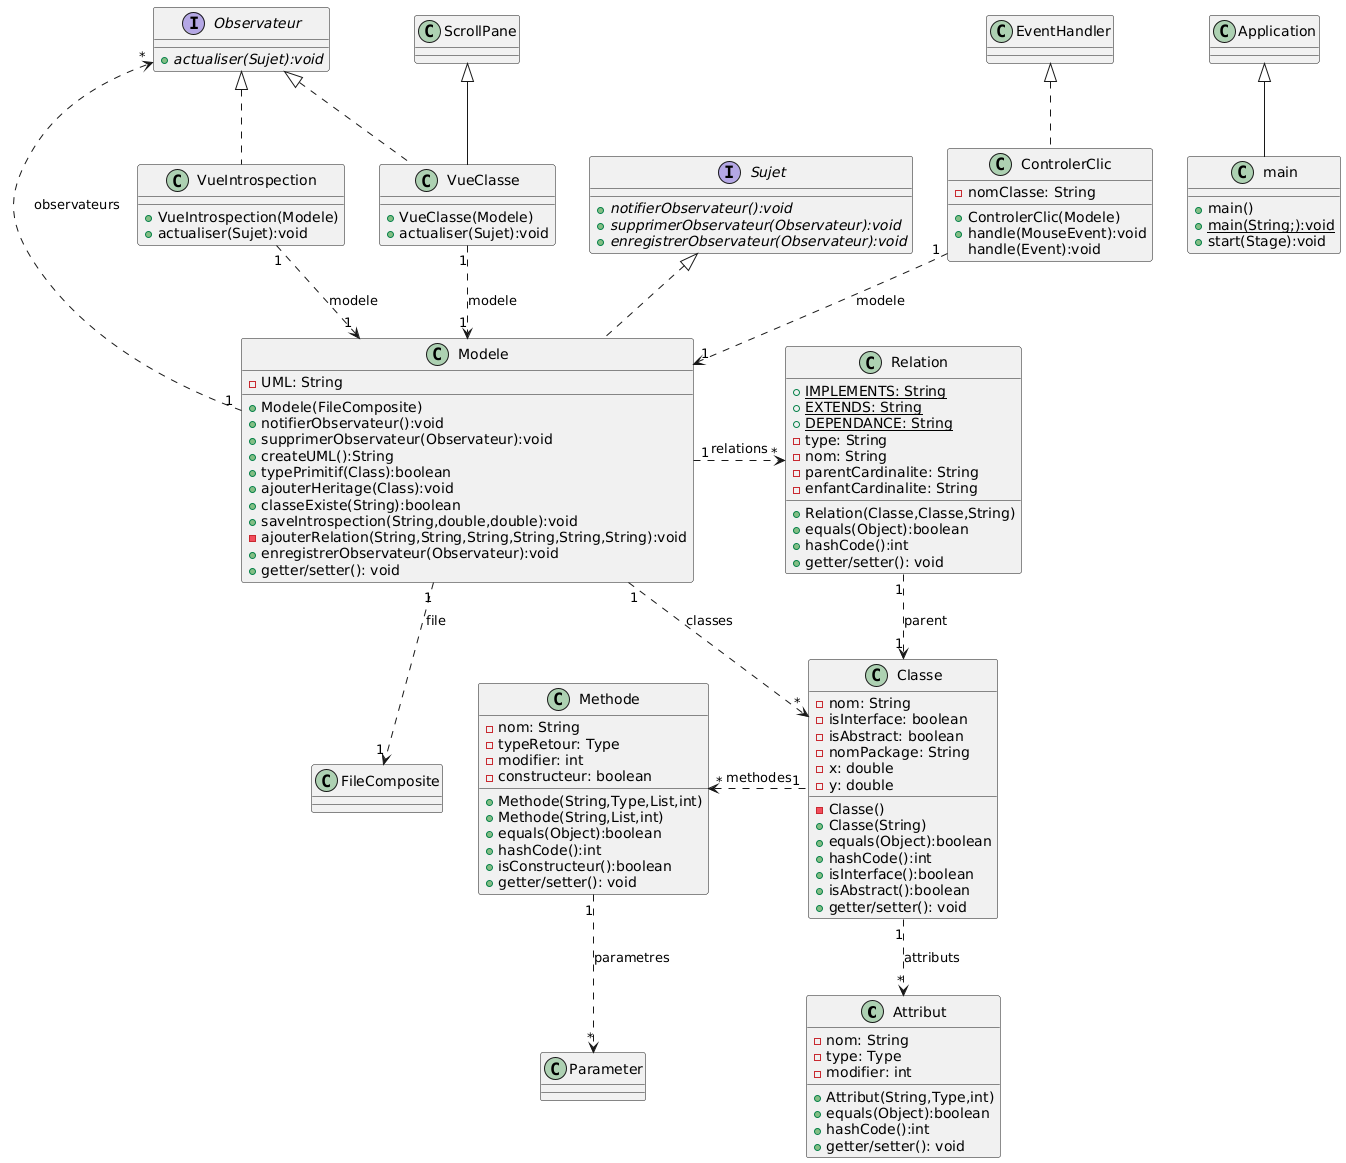 I Observateur
actualiser(Sujet):void
C ScrollPane
C EventHandler
C Application
*
observateurs
1
C VueIntrospection
VueIntrospection(Modele)
actualiser(Sujet):void
C VueClasse
VueClasse(Modele)
actualiser(Sujet):void
I Sujet
notifierObservateur():void
supprimerObservateur(Observateur):void
enregistrerObservateur(Observateur):void
C ControlerClic
nomClasse: String
ControlerClic(Modele)
handle(MouseEvent):void
handle(Event):void
C main
main()
main(String;):void
start(Stage):void
1
modele
1
1
modele
1
1
modele
1
C Modele
UML: String
Modele(FileComposite)
notifierObservateur():void
supprimerObservateur(Observateur):void
createUML():String
typePrimitif(Class):boolean
ajouterHeritage(Class):void
classeExiste(String):boolean
saveIntrospection(String,double,double):void
ajouterRelation(String,String,String,String,String,String):void
enregistrerObservateur(Observateur):void
getter/setter(): void
1 relations *
C Relation
IMPLEMENTS: String
EXTENDS: String
DEPENDANCE: String
type: String
nom: String
parentCardinalite: String
enfantCardinalite: String
Relation(Classe,Classe,String)
equals(Object):boolean
hashCode():int
getter/setter(): void
1
file
1
1
classes
*
1
parent
1
C FileComposite
C Methode
nom: String
typeRetour: Type
modifier: int
constructeur: boolean
Methode(String,Type,List,int)
Methode(String,List,int)
equals(Object):boolean
hashCode():int
isConstructeur():boolean
getter/setter(): void
* methodes 1
C Classe
nom: String
isInterface: boolean
isAbstract: boolean
nomPackage: String
x: double
y: double
Classe()
Classe(String)
equals(Object):boolean
hashCode():int
isInterface():boolean
isAbstract():boolean
getter/setter(): void
1
parametres
*
1
attributs
*
C Parameter
C Attribut
nom: String
type: Type
modifier: int
Attribut(String,Type,int)
equals(Object):boolean
hashCode():int
getter/setter(): void